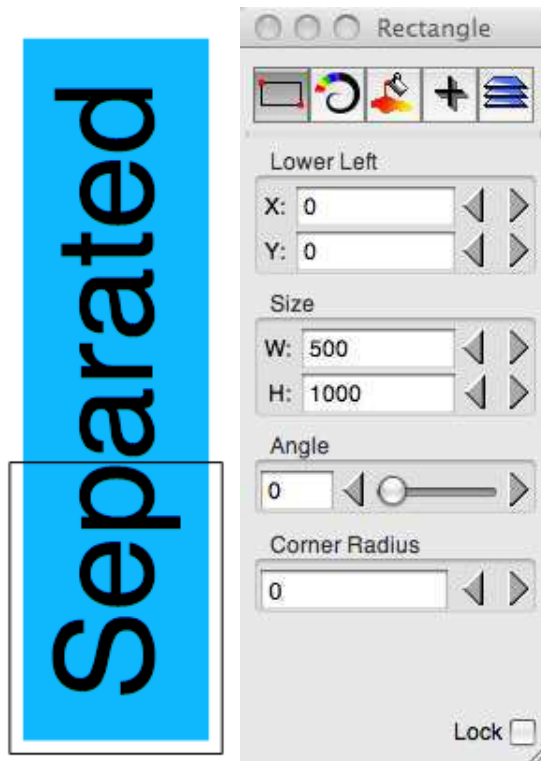 Separated
Rectangle
Lower Left
X: 0
Y: 0
Size
W: 500
H: 1000
Angle
0
Corner Radius
0
Lock